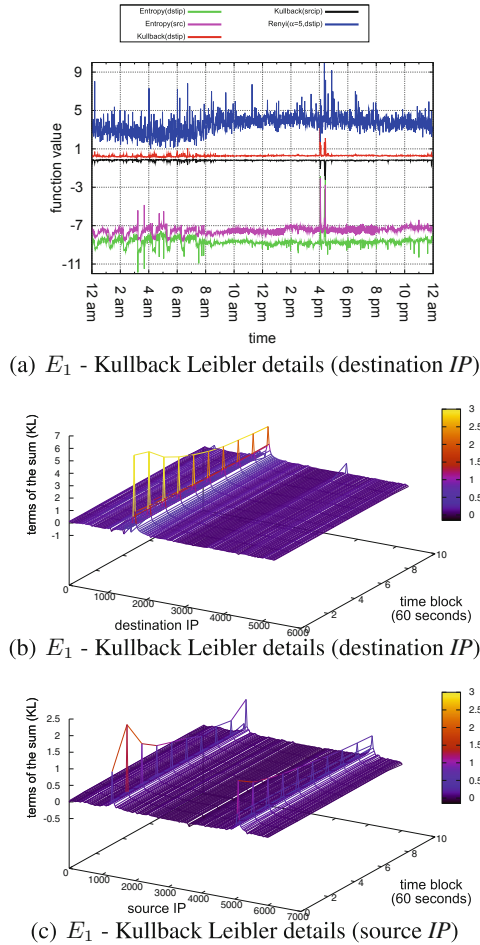 Entropy(dstip)
Entropy(src)
Kullback(dstip)
Kullback(srcip)
Renyi(α=5,dstip)
9
5
1
-3
-7
-11
function value
12 am
2 am
4 am
6 am
8 am
10 am
12 pm
2 pm
4 pm
6 pm
8 pm
10 pm
12 am
time
(a) E1 - Kullback Leibler details (destination IP)
7
6
5
4
3
2
1
0
-1
terms of the sum (KL)
0
1000
2000
3000
4000
5000
6000
destination IP
0
2
4
6
8
10
time block
(60 seconds)
3
2.5
2
1.5
1
0.5
0
(b) E1 - Kullback Leibler details (destination IP)
2.5
2
1.5
1
0.5
0
-0.5
terms of the sum (KL)
0
1000
2000
3000
4000
5000
6000
7000
source IP
0
2
4
6
8
10
time block
(60 seconds)
3
2.5
2
1.5
1
0.5
0
(c) E1 - Kullback Leibler details (source IP)